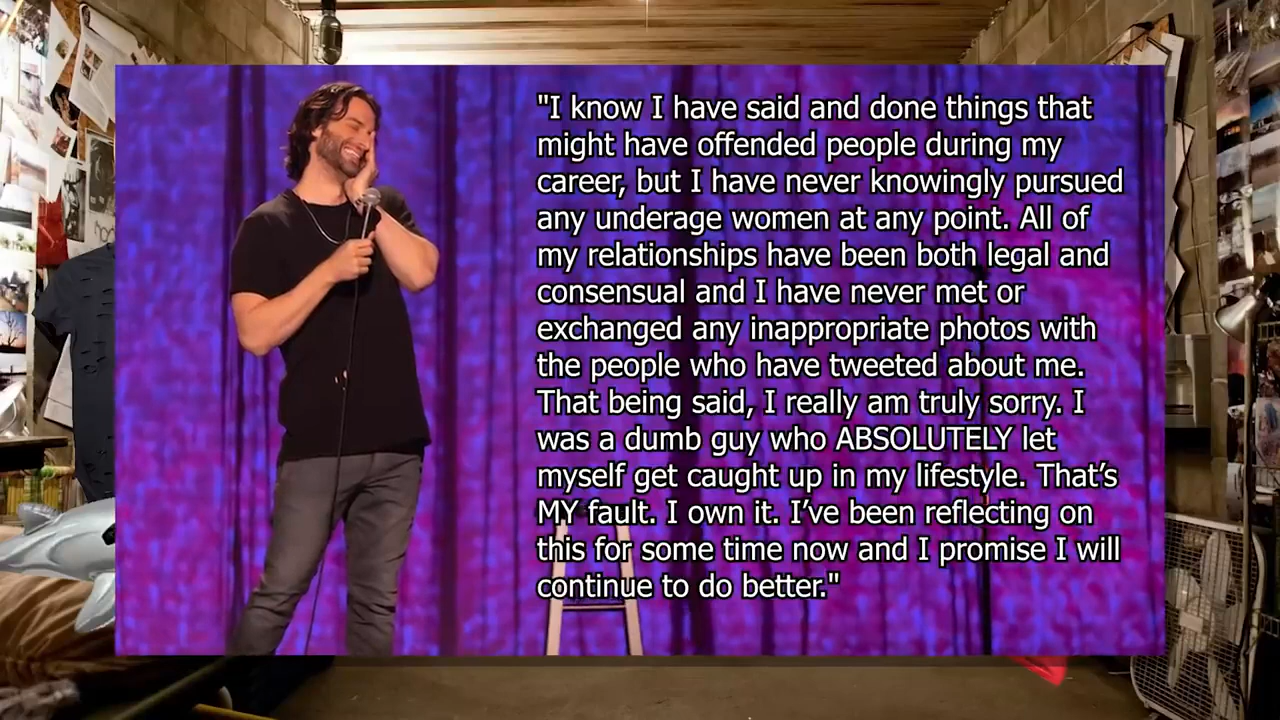 "I know I have said and done things that
might have offended people during my
career, but I have never knowingly pursued
any underage women at any point. All of
my relationships have been both legal and
consensual and I have never met or
exchanged any inappropriate photos with
the people who have tweeted about me.
That being said, I really am truly sorry. I
was a dumb guy who ABSOLUTELY let
myself get caught up in my lifestyle. That’s
MY fault. I own it. I’ve been reflecting on
this for some time now and I promise I will
continue to do better."